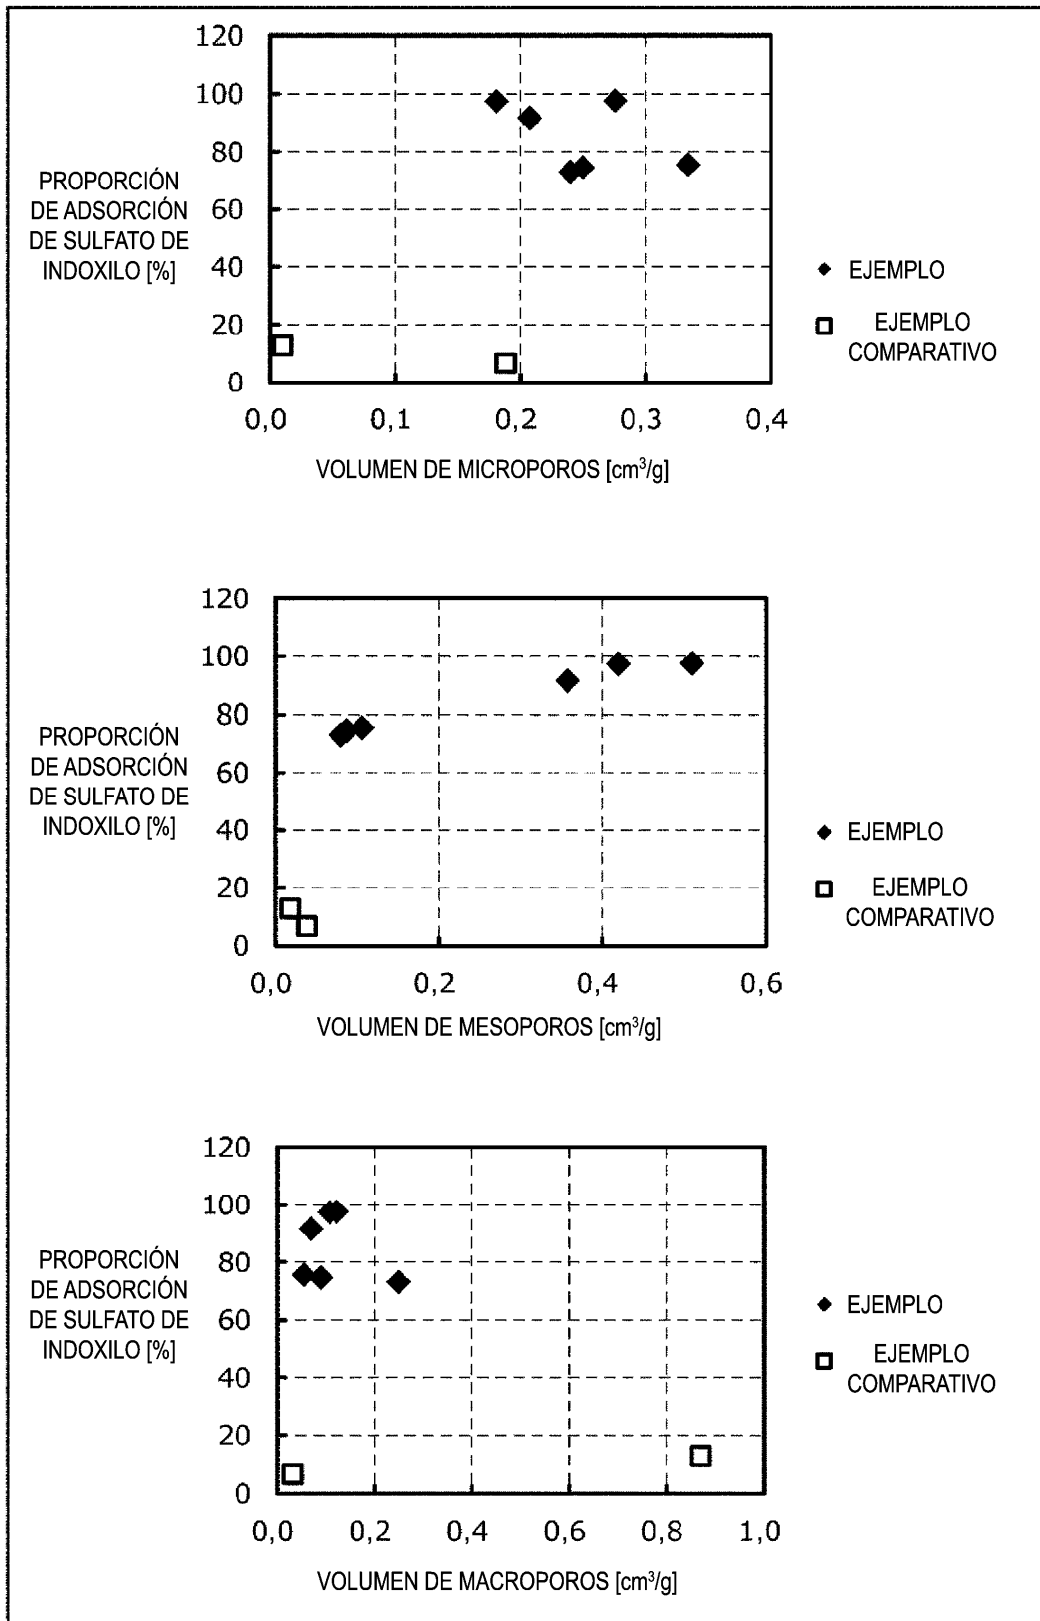 120
100
80
60
40
20
0
PROPORCIÓN
DE ADSORCIÓN
DE SULFATO DE
INDOXILO [%]
0,0 0,1 0,2 0,3 0,4
VOLUMEN DE MICROPOROS [cm³/g]
EJEMPLO
EJEMPLO
COMPARATIVO
120
100
80
60
40
20
0
PROPORCIÓN
DE ADSORCIÓN
DE SULFATO DE
INDOXILO [%]
0,0 0,2 0,4 0,6
VOLUMEN DE MESOPOROS [cm³/g]
EJEMPLO
EJEMPLO
COMPARATIVO
120
100
80
60
40
20
0
PROPORCIÓN
DE ADSORCIÓN
DE SULFATO DE
INDOXILO [%]
0,0 0,2 0,4 0,6 0,8 1,0
VOLUMEN DE MACROPOROS [cm³/g]
EJEMPLO
EJEMPLO
COMPARATIVO